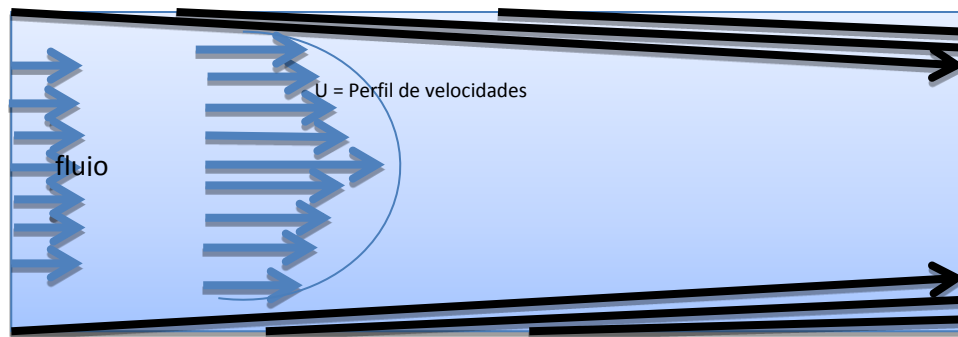 U = Perfil de velocidades
fluio